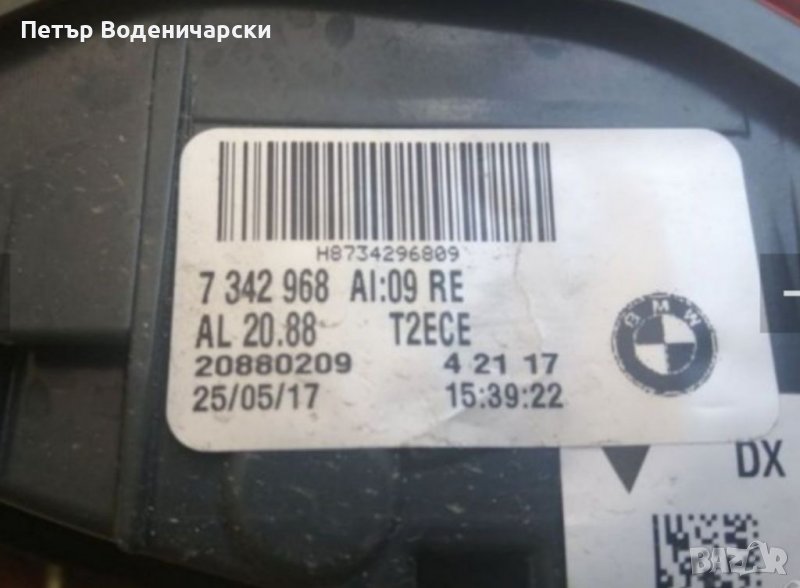 Петър Воденичарски
H8734296809
7 342 968 AI:09 RE
AL 20.88 T2ECE
20880209 4 21 17
25/05/17 15:39:22
BMW
DX
BAZAR